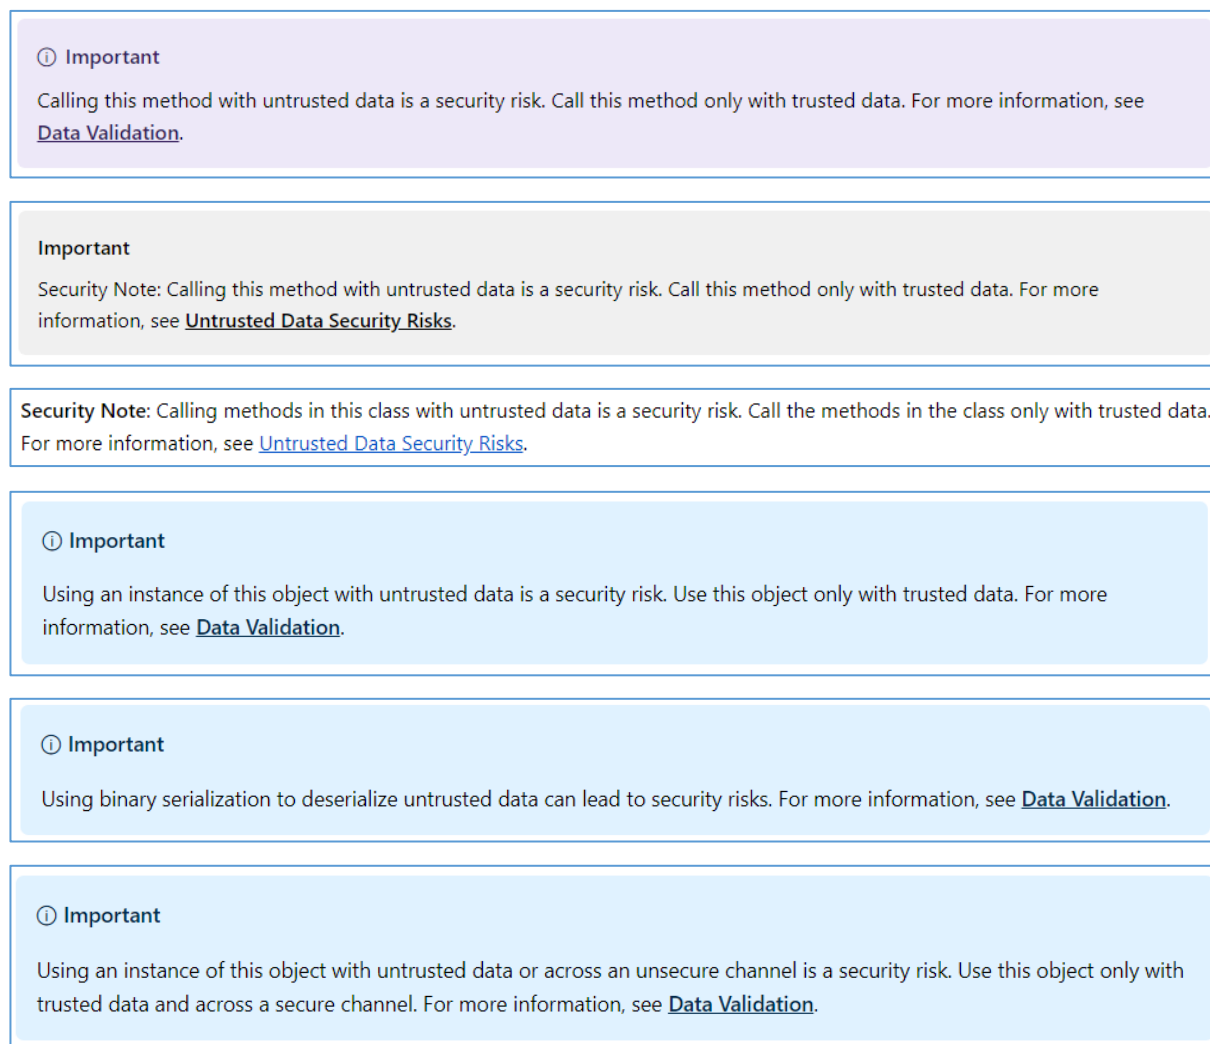 Important
Calling this method with untrusted data is a security risk. Call this method only with trusted data. For more information, see
Data Validation.
Important
Security Note: Calling this method with untrusted data is a security risk. Call this method only with trusted data. For more
information, see Untrusted Data Security Risks.
Security Note: Calling methods in this class with untrusted data is a security risk. Call the methods in the class only with trusted data.
For more information, see Untrusted Data Security Risks.
Important
Using an instance of this object with untrusted data is a security risk. Use this object only with trusted data. For more
information, see Data Validation.
Important
Using binary serialization to deserialize untrusted data can lead to security risks. For more information, see Data Validation.
Important
Using an instance of this object with untrusted data or across an unsecure channel is a security risk. Use this object only with
trusted data and across a secure channel. For more information, see Data Validation.